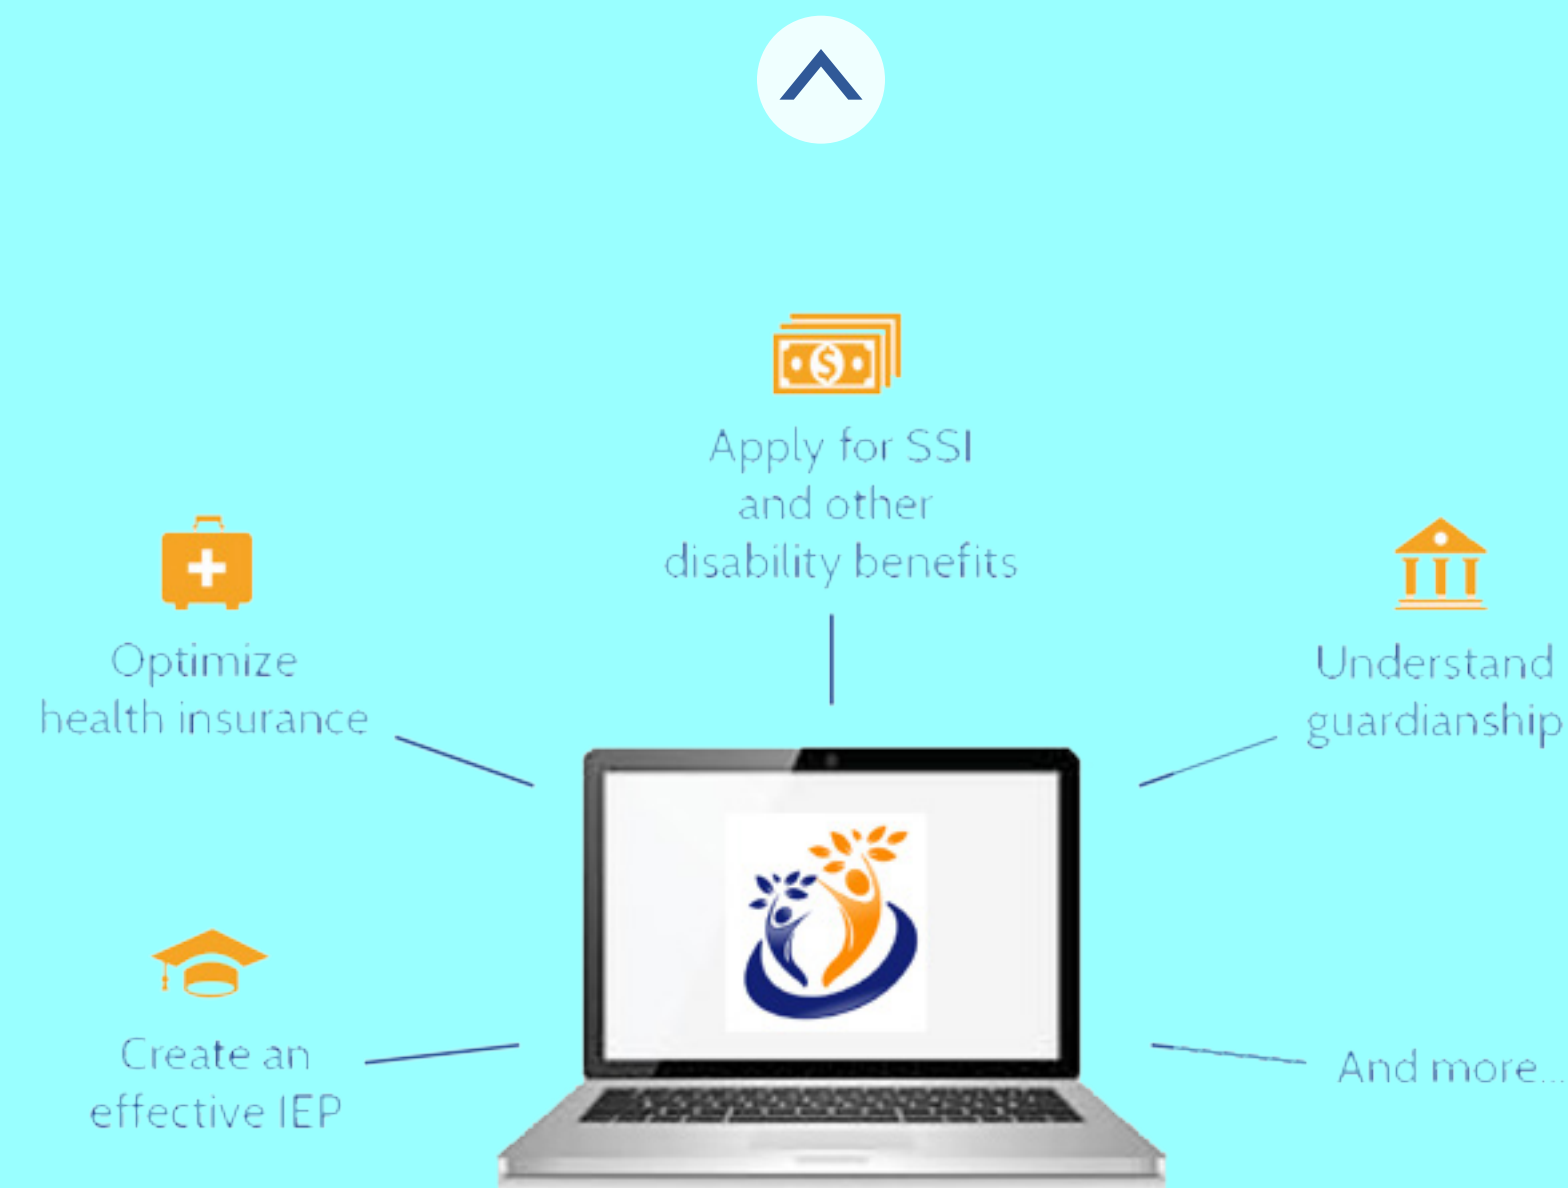 Apply for SSI
and other
disability benefits
Optimize
health insurance
Understand
guardianship
Create an
effective IEP
And more...